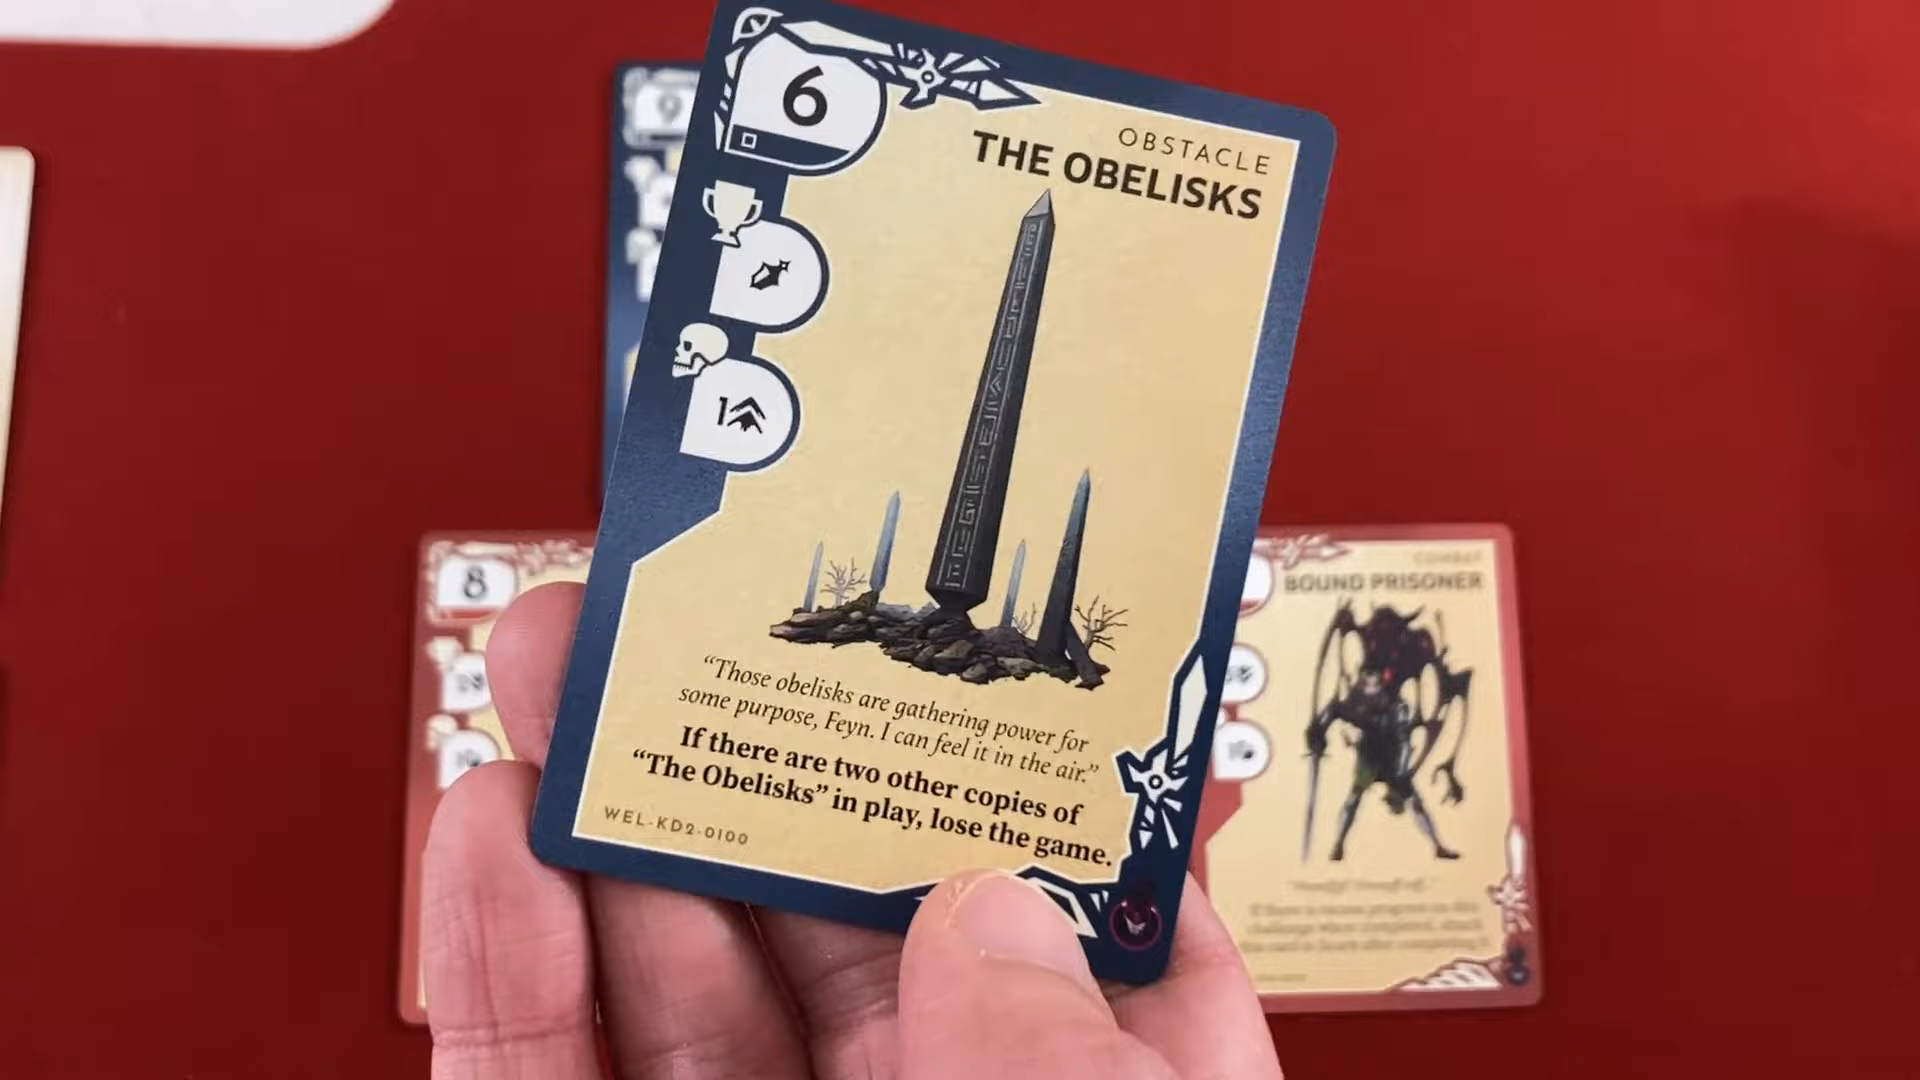 6
OBSTACLE
THE OBELISKS
1
“Those obelisks are gathering power for
some purpose, Feyn. I can feel it in the air.”
If there are two other copies of
“The Obelisks” in play, lose the game.
WEL-KD2-0100
9
8
COMBAT
BOUND PRISONER